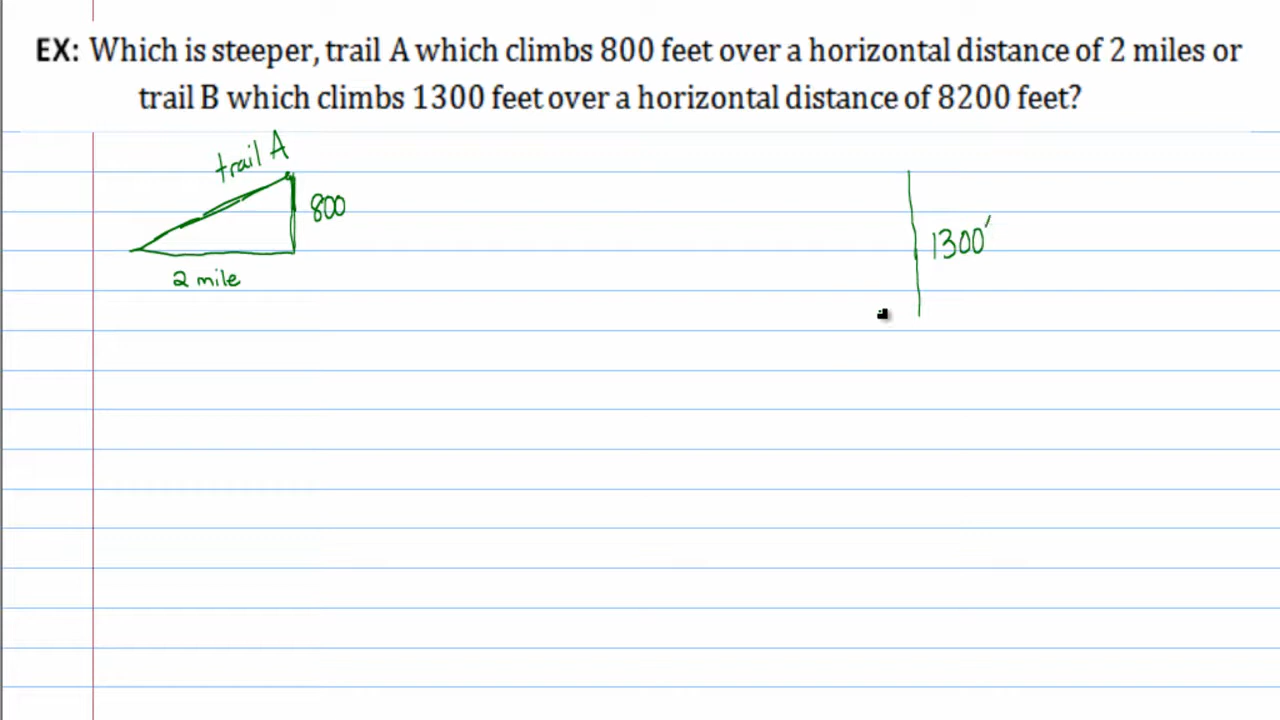 EX: Which is steeper, trail A which climbs 800 feet over a horizontal distance of 2 miles or
trail B which climbs 1300 feet over a horizontal distance of 8200 feet?
trail A
800
2 mile
1300'